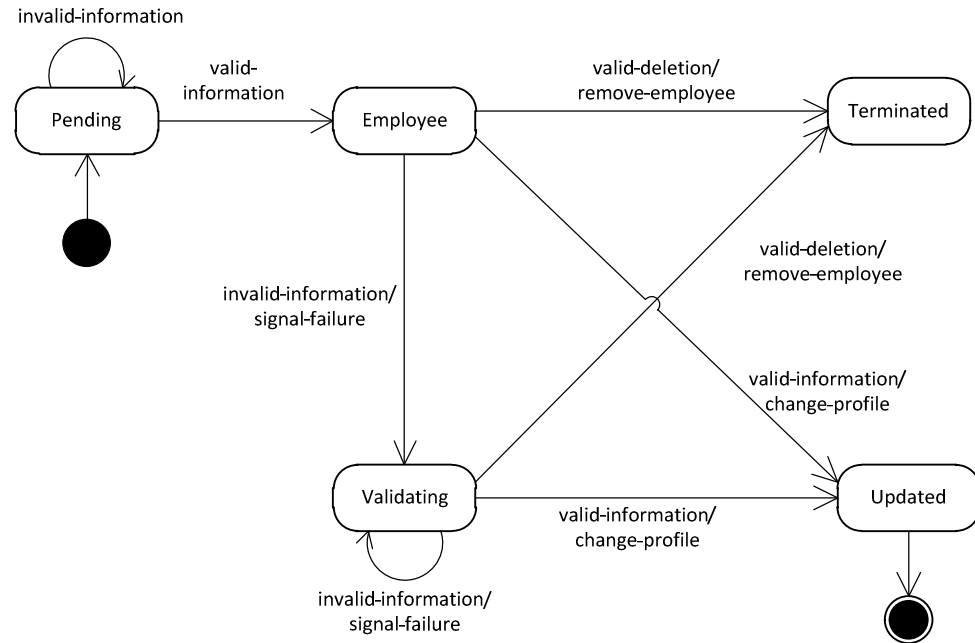 invalid-information
valid-
information
valid-deletion/
remove-employee
Pending
Employee
Terminated
valid-deletion/
remove-employee
invalid-information/
signal-failure
valid-information/
change-profile
Validating
Updated
valid-information/
change-profile
invalid-information/
signal-failure